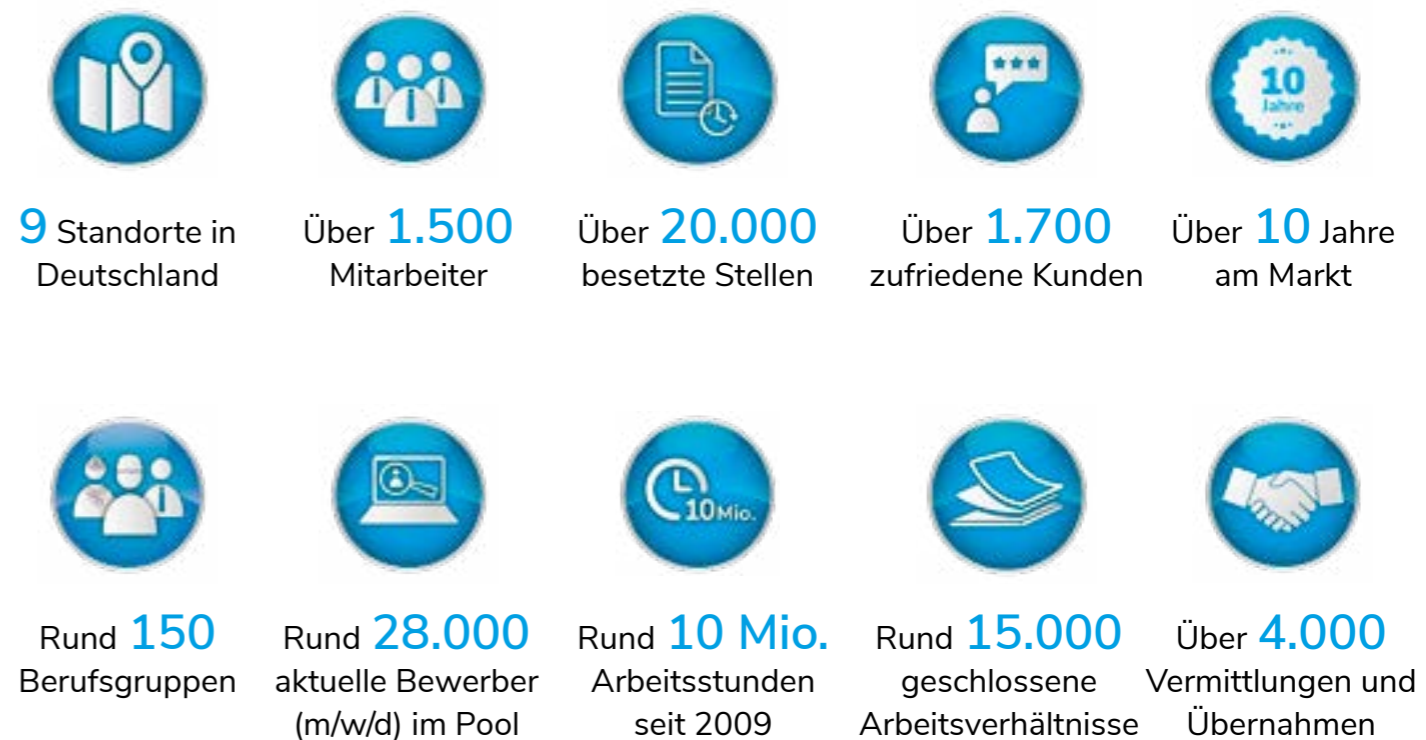 10
Jahre
9 Standorte in
Deutschland
Über 1.500
Mitarbeiter
Über 20.000
besetzte Stellen
Über 1.700
zufriedene Kunden
Über 10 Jahre
am Markt
10 Mio.
Rund 150
Berufsgruppen
Rund 28.000
aktuelle Bewerber
(m/w/d) im Pool
Rund 10 Mio.
Arbeitsstunden
seit 2009
Rund 15.000
geschlossene
Arbeitsverhältnisse
Über 4.000
Vermittlungen und
Übernahmen